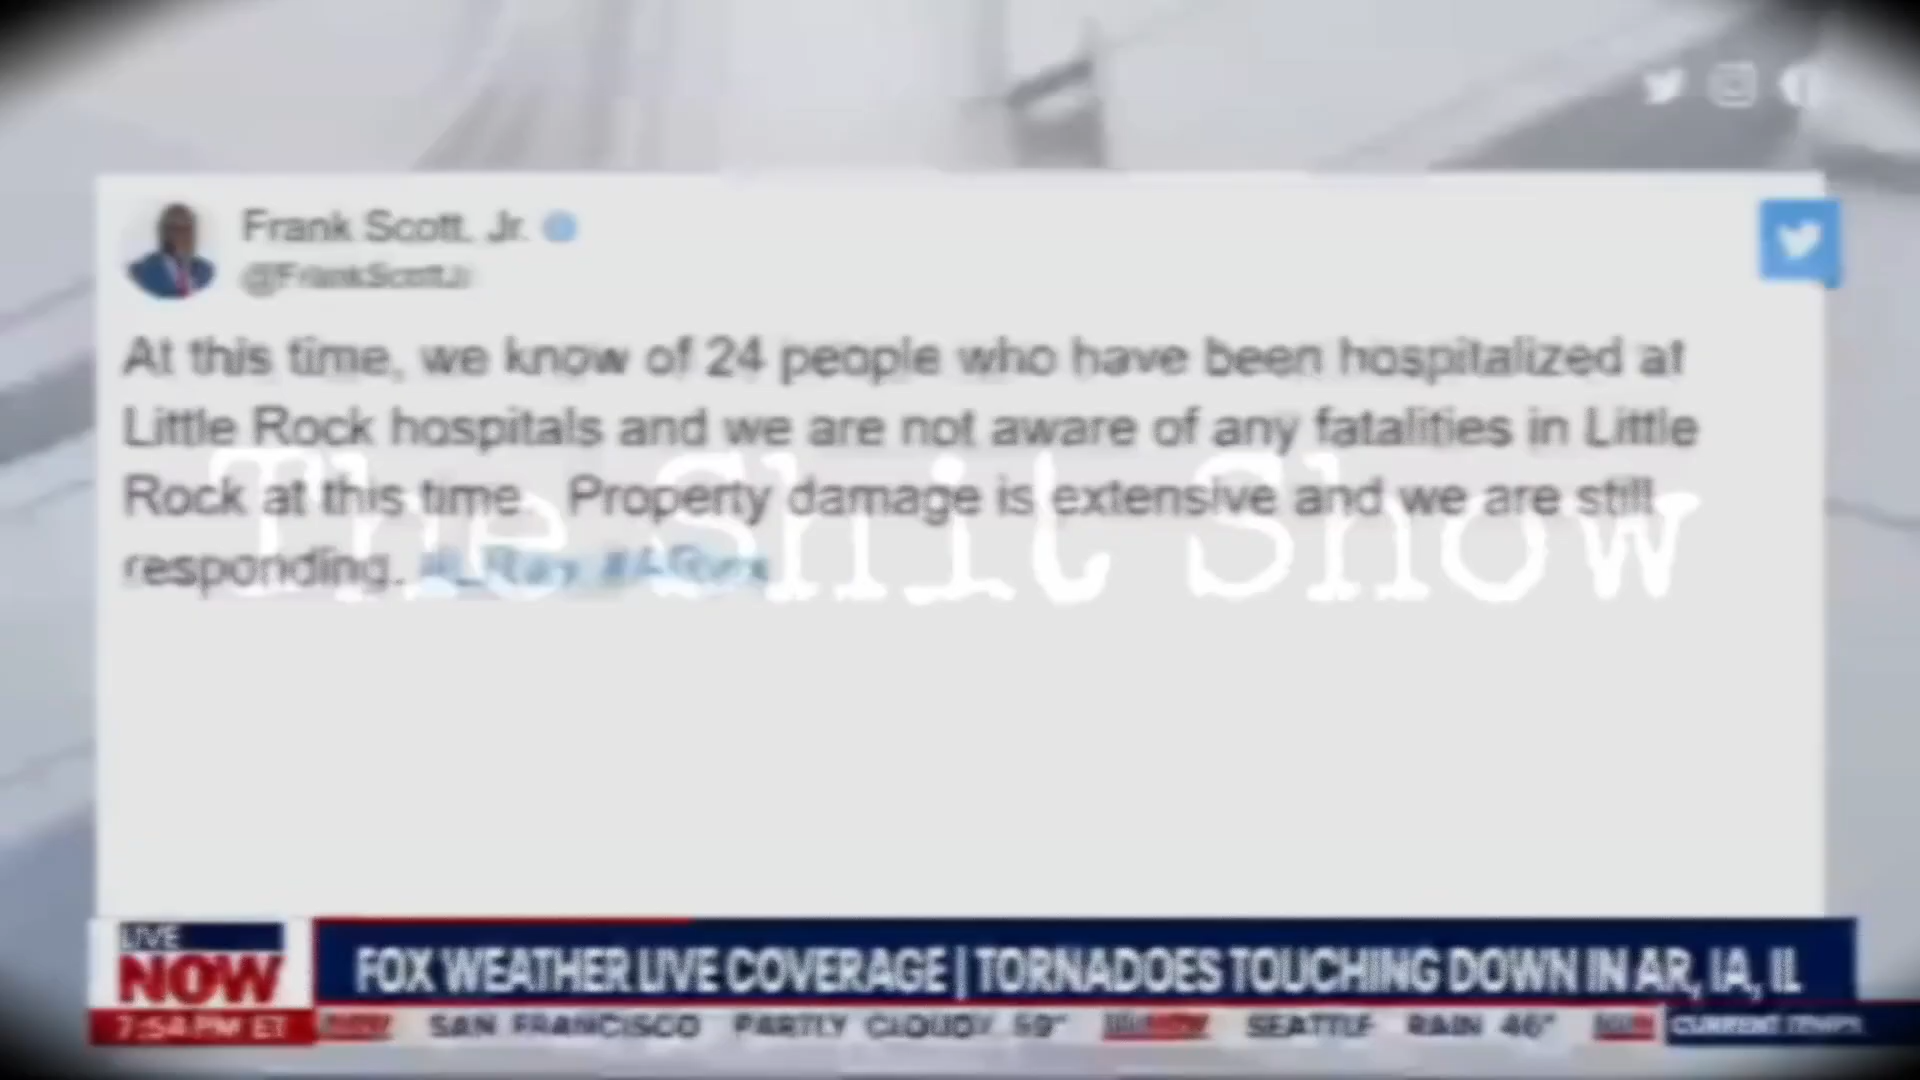 Frank Scott, Jr.
@FrankScottJr
At this time, we know of 24 people who have been hospitalized at
Little Rock hospitals and we are not aware of any fatalities in Little
Rock at this time. Property damage is extensive and we are still
responding.
The Shit Show
LIVE
NOW
FOX WEATHER LIVE COVERAGE | TORNADOES TOUCHING DOWN IN AR, IA, IL
7:54 PM ET
SAN FRANCISCO PARTLY CLOUDY 59° SEATTLE RAIN 46° CURRENT TEMPS